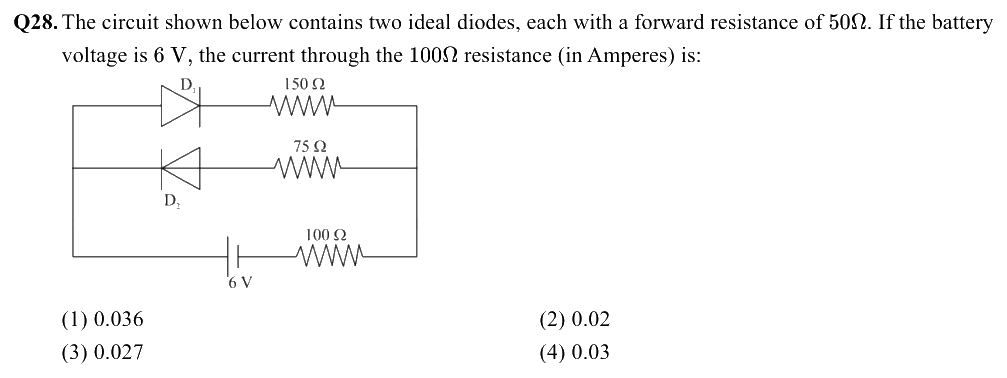 Q28. The circuit shown below contains two ideal diodes, each with a forward resistance of 50Ω. If the battery
voltage is 6 V, the current through the 100Ω resistance (in Amperes) is:
D₁ 150 Ω
75 Ω
D₂
100 Ω
6 V
(1) 0.036 (2) 0.02
(3) 0.027 (4) 0.03